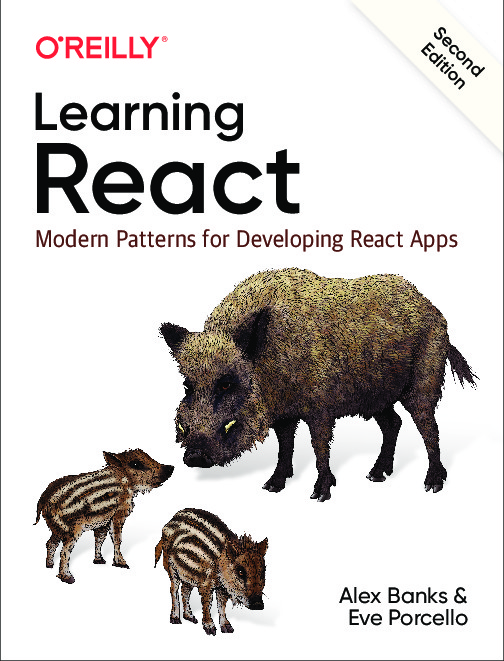 O'REILLY®
Second
Edition
Learning
React
Modern Patterns for Developing React Apps
Alex Banks &
Eve Porcello